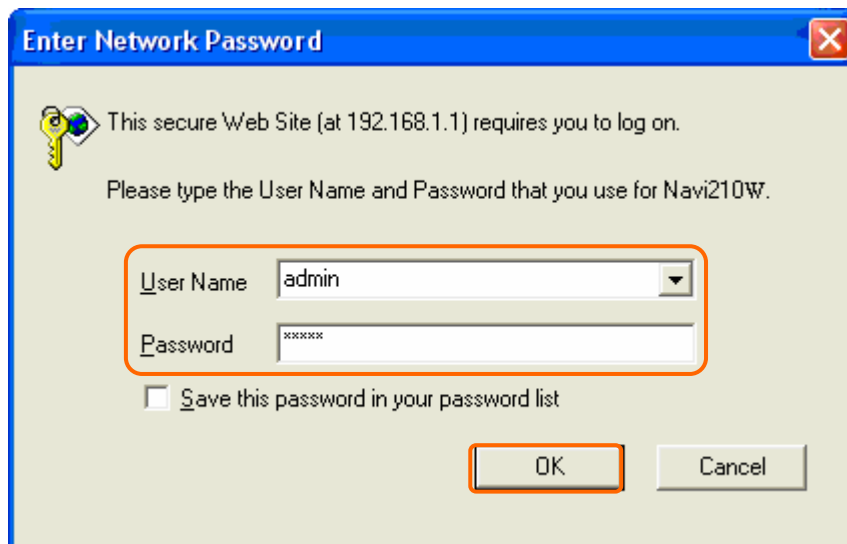 Enter Network Password
This secure Web Site (at 192.168.1.1) requires you to log on.
Please type the User Name and Password that you use for Navi210W.
User Name admin
Password *****
Save this password in your password list
OK Cancel